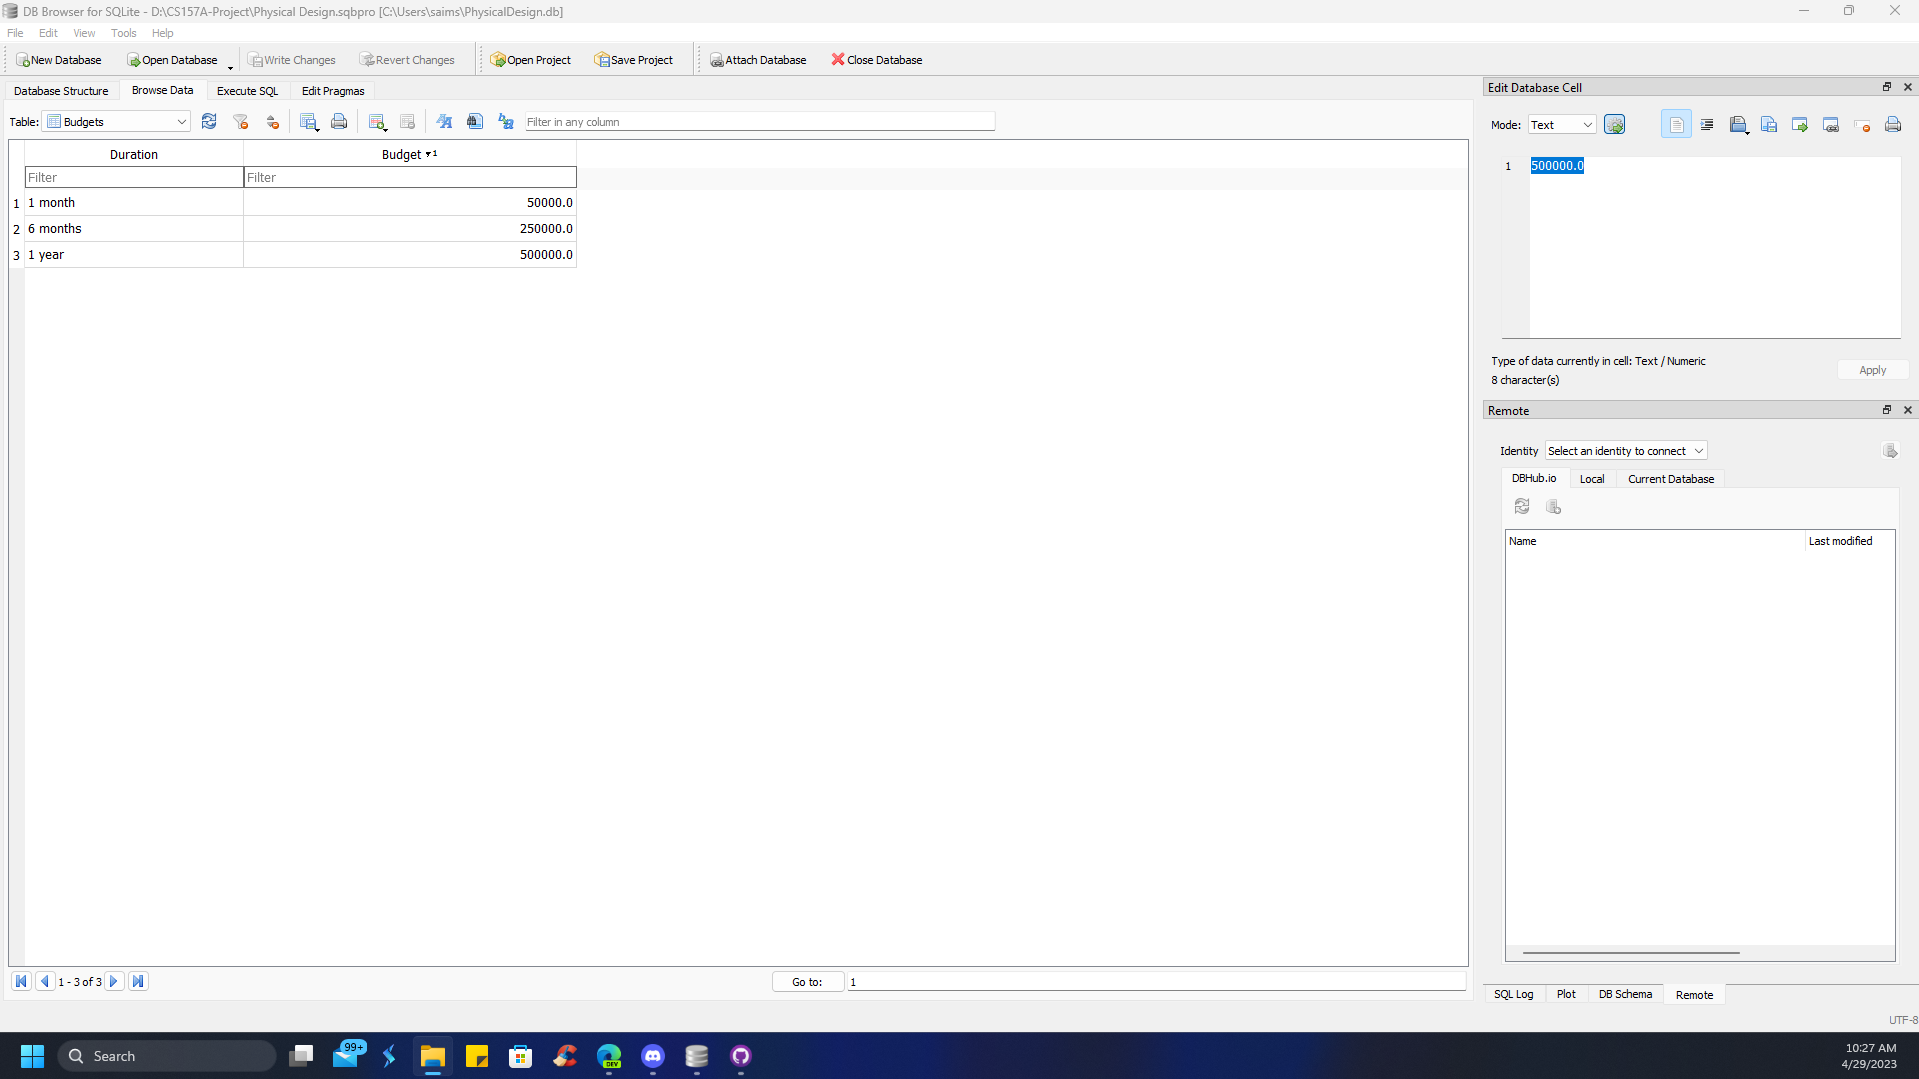 DB Browser for SQLite - D:\CS157A-Project\Physical Design.sqbpro [C:\Users\saims\PhysicalDesign.db]
File Edit View Tools Help
New Database Open Database Write Changes Revert Changes Open Project Save Project Attach Database Close Database
Database Structure Browse Data Execute SQL Edit Pragmas
Table: Budgets Filter in any column
Duration Budget 1
Filter Filter
1 1 month 50000.0
2 6 months 250000.0
3 1 year 500000.0
1 - 3 of 3 Go to: 1
Edit Database Cell
Mode: Text
1 500000.0
Type of data currently in cell: Text / Numeric
8 character(s)
Apply
Remote
Identity Select an identity to connect
DBHub.io Local Current Database
Name Last modified
SQL Log Plot DB Schema Remote
UTF-8
Search
99+
DEV
10:27 AM
4/29/2023